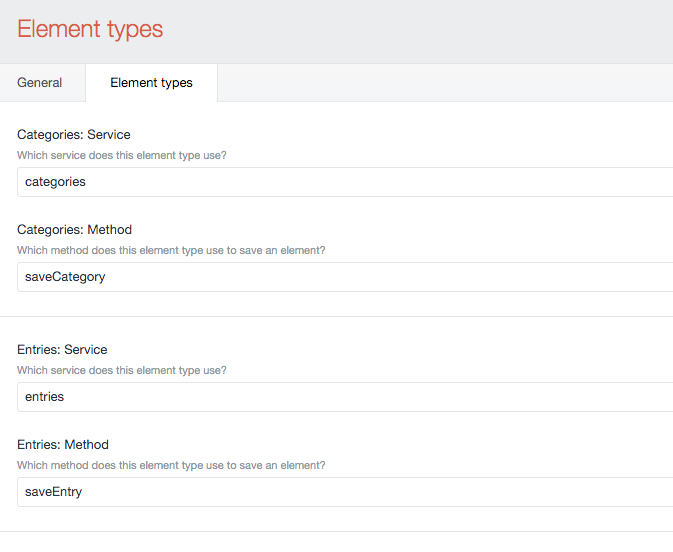 Element types
General
Element types
Categories: Service
Which service does this element type use?
categories
Categories: Method
Which method does this element type use to save an element?
saveCategory
Entries: Service
Which service does this element type use?
entries
Entries: Method
Which method does this element type use to save an element?
saveEntry